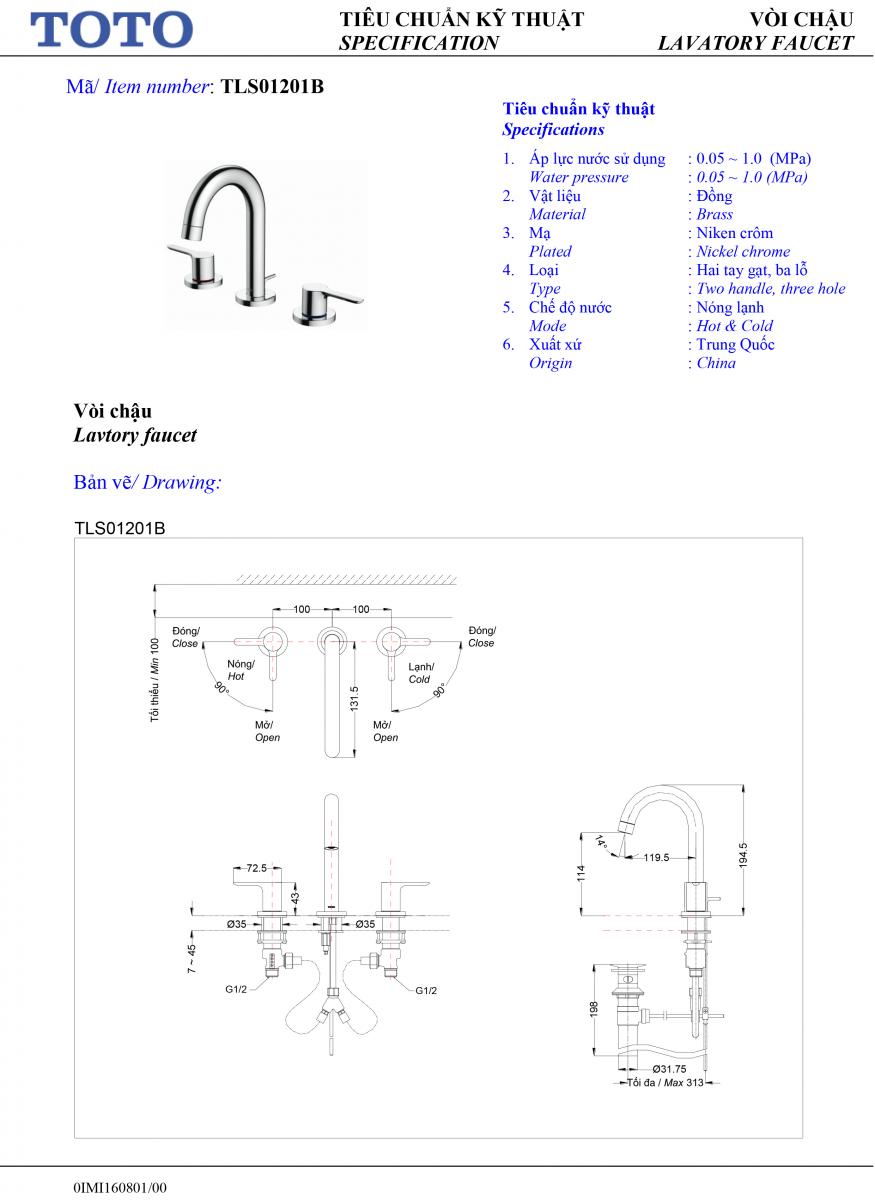 TOTO
TIÊU CHUẨN KỸ THUẬT
SPECIFICATION
VÒI CHẬU
LAVATORY FAUCET
Mã/ Item number: TLS01201B
Tiêu chuẩn kỹ thuật
Specifications
1. Áp lực nước sử dụng : 0.05 ~ 1.0 (MPa)
Water pressure : 0.05 ~ 1.0 (MPa)
2. Vật liệu : Đồng
Material : Brass
3. Mạ : Niken crôm
Plated : Nickel chrome
4. Loại : Hai tay gạt, ba lỗ
Type : Two handle, three hole
5. Chế độ nước : Nóng lạnh
Mode : Hot & Cold
6. Xuất xứ : Trung Quốc
Origin : China
Vòi chậu
Lavtory faucet
Bản vẽ/ Drawing:
TLS01201B
Tối thiểu / Min 100
100
100
Đóng/
Close
Đóng/
Close
Nóng/
Hot
Lạnh/
Cold
90°
90°
131.5
Mở/
Open
Mở/
Open
72.5
43
Ø35
Ø35
7 ~ 45
G1/2
G1/2
14°
119.5
114
194.5
198
Ø31.75
Tối đa / Max 313
0IMI160801/00